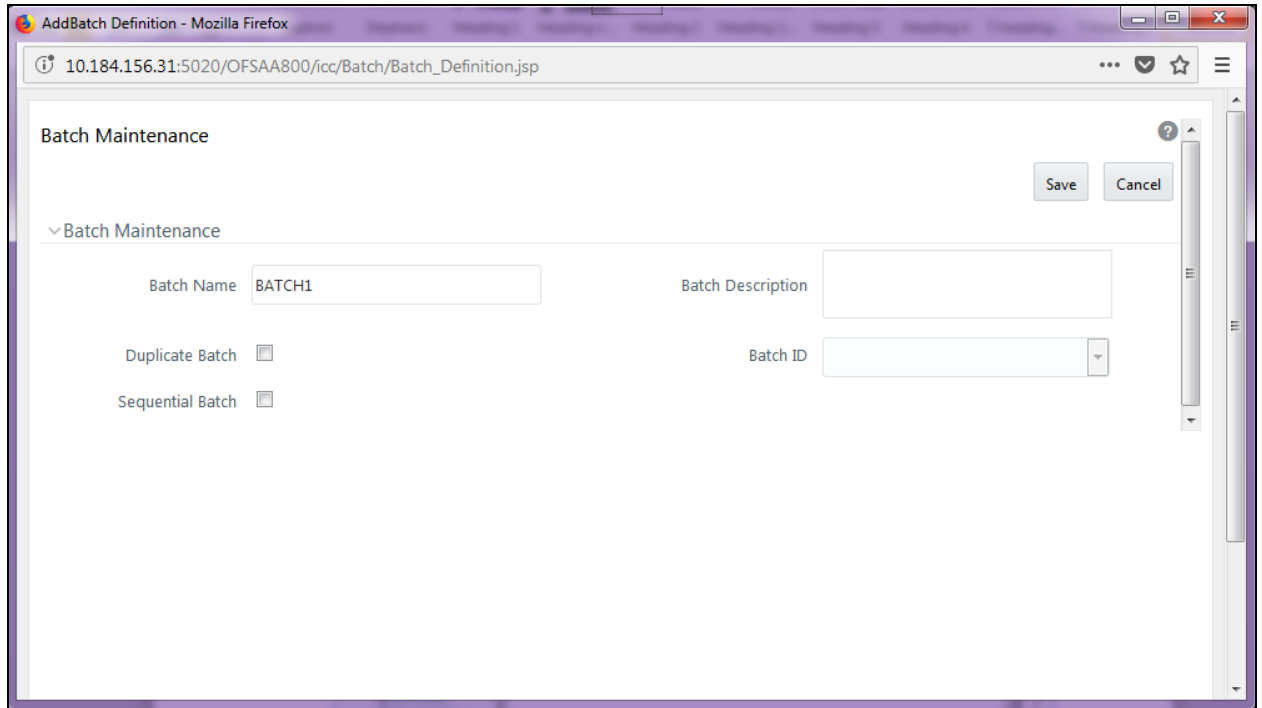 AddBatch Definition - Mozilla Firefox
10.184.156.31:5020/OFSAA800/icc/Batch/Batch_Definition.jsp
Batch Maintenance
Save Cancel
Batch Maintenance
Batch Name BATCH1 Batch Description
Duplicate Batch Batch ID
Sequential Batch